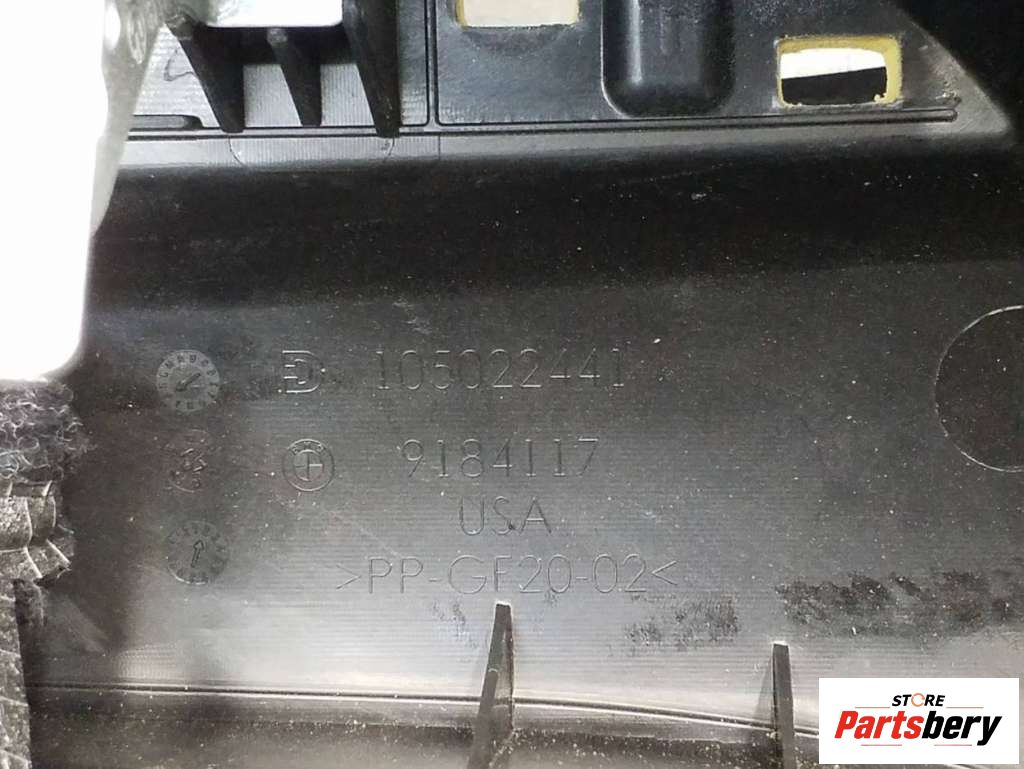 105022441
9184117
USA
>PP-GF20-02<
STORE
Partsbery